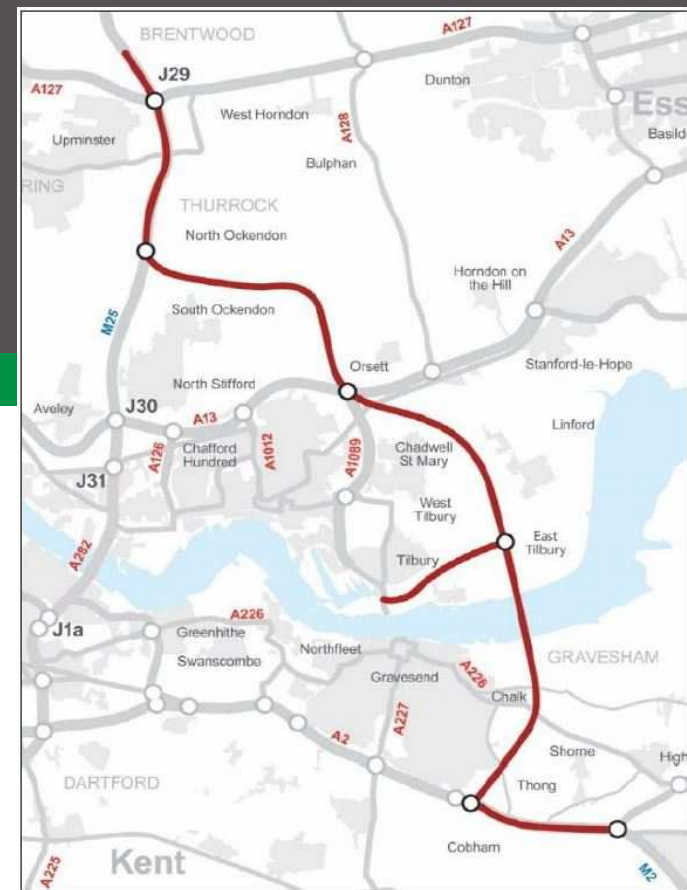 BRENTWOOD
A127
J29
A127
Dunton
Ess
West Horndon
Basild
Upminster
A128
Bulphan
RING
THURROCK
A13
North Ockendon
Horndon on
the Hill
South Ockendon
M25
Orsett
Stanford-le-Hope
North Stifford
Aveley
J30
A13
Linford
A126
Chafford
Hundred
A1012
A1089
Chadwell
St Mary
J31
West
Tilbury
East
Tilbury
A282
Tilbury
A226
J1a
Greenhithe
Northfleet
GRAVESHAM
Swanscombe
Gravesend
A226
A227
Chalk
A2
Shorne
High
DARTFORD
Thong
Cobham
Kent
A225
M2